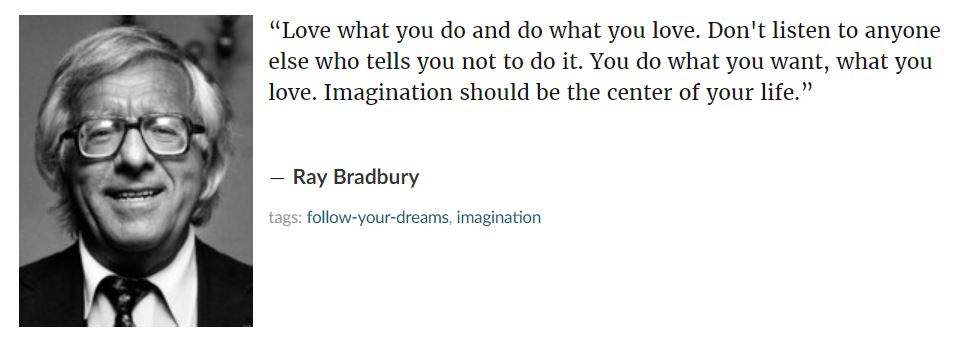 “Love what you do and do what you love. Don't listen to anyone
else who tells you not to do it. You do what you want, what you
love. Imagination should be the center of your life.”
― Ray Bradbury
tags: follow-your-dreams, imagination